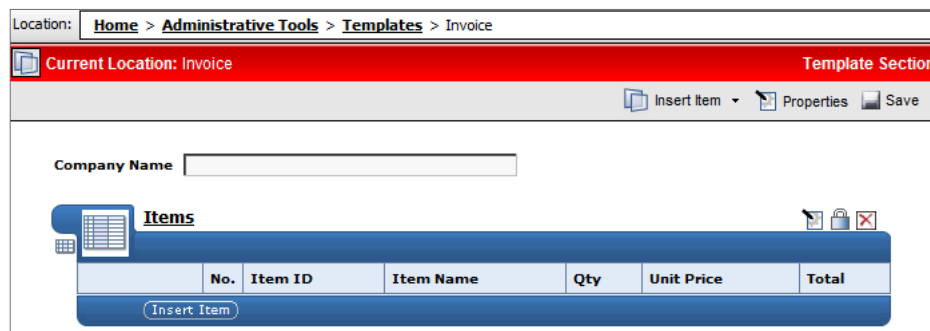 Location: Home > Administrative Tools > Templates > Invoice
Current Location: Invoice Template Section
Insert Item Properties Save
Company Name
Items
No. Item ID Item Name Qty Unit Price Total
Insert Item